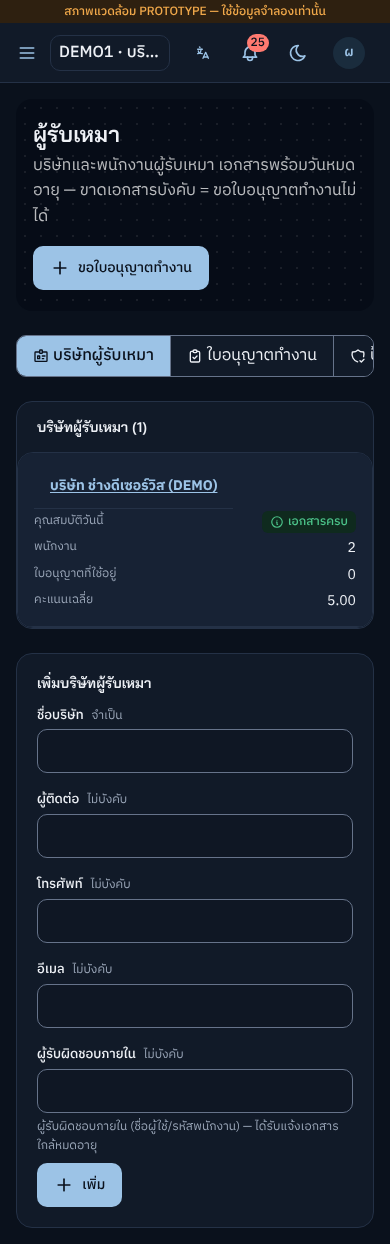 สภาพแวดล้อม PROTOTYPE — ใช้ข้อมูลจำลองเท่านั้น
DEMO1 · บริ...
25
ผ
ผู้รับเหมา
บริษัทและพนักงานผู้รับเหมา เอกสารพร้อมวันหมด
อายุ — ขาดเอกสารบังคับ = ขอใบอนุญาตทำงานไม่
ได้
ขอใบอนุญาตทำงาน
บริษัทผู้รับเหมา
ใบอนุญาตทำงาน
บริษัทผู้รับเหมา (1)
บริษัท ช่างดีเซอร์วิส (DEMO)
คุณสมบัติวันนี้ เอกสารครบ
พนักงาน 2
ใบอนุญาตที่ใช้อยู่ 0
คะแนนเฉลี่ย 5.00
เพิ่มบริษัทผู้รับเหมา
ชื่อบริษัท จำเป็น
ผู้ติดต่อ ไม่บังคับ
โทรศัพท์ ไม่บังคับ
อีเมล ไม่บังคับ
ผู้รับผิดชอบภายใน ไม่บังคับ
ผู้รับผิดชอบภายใน (ชื่อผู้ใช้/รหัสพนักงาน) — ได้รับแจ้งเอกสาร
ใกล้หมดอายุ
เพิ่ม